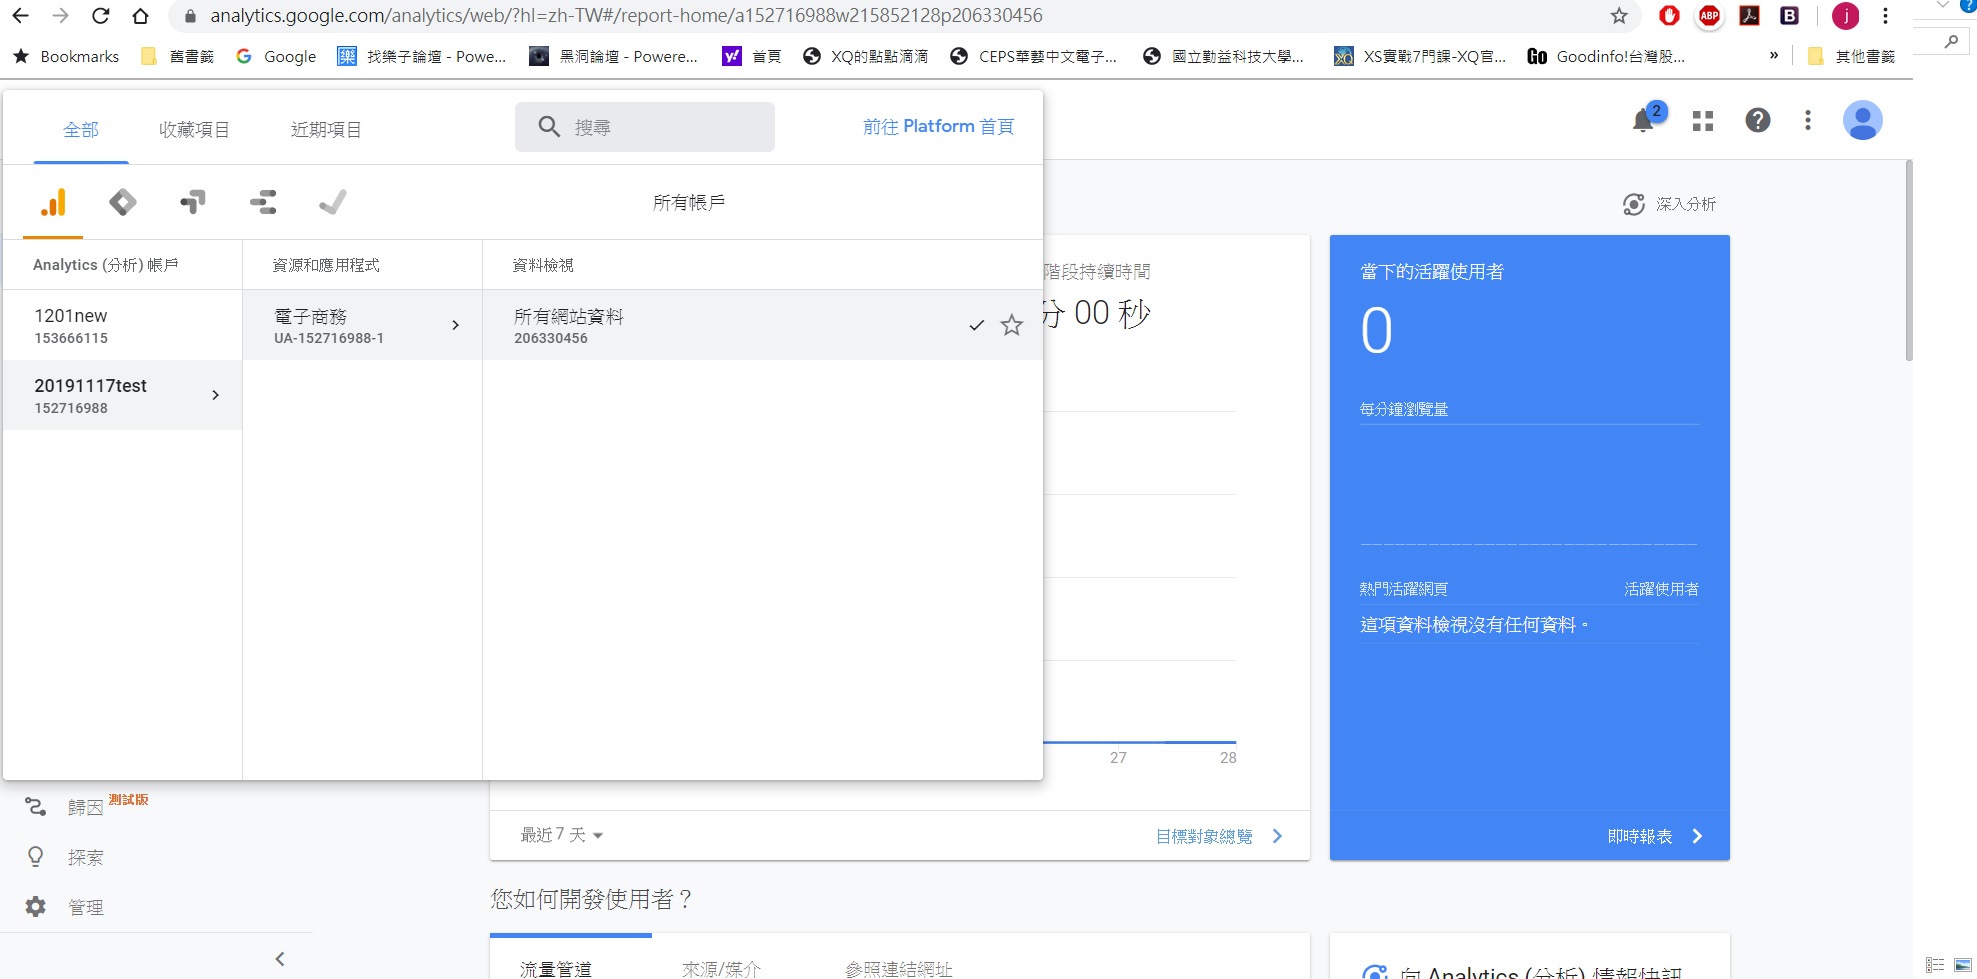 analytics.google.com/analytics/web/?hl=zh-TW#/report-home/a152716988w215852128p206330456
ABP
B
j
Bookmarks 舊書籤 Google 樂 找樂子論壇 - Powe... 黑洞論壇 - Powere... y! 首頁 XQ的點點滴滴 CEPS華藝中文電子... 國立勤益科技大學... XS實戰7門課-XQ官... Go Goodinfo!台灣股... » 其他書籤
全部 收藏項目 近期項目 搜尋 前往 Platform 首頁
2
所有帳戶
深入分析
Analytics (分析) 帳戶 資源和應用程式 資料檢視
1201new
153666115
20191117test
152716988
電子商務
UA-152716988-1
所有網站資料
206330456
階段持續時間
分 00 秒
27 28
當下的活躍使用者
0
每分鐘瀏覽量
熱門活躍網頁 活躍使用者
這項資料檢視沒有任何資料。
即時報表
最近 7 天 目標對象總覽
歸因 測試版
探索
管理
您如何開發使用者？
流量管道 來源/媒介 參照連結網址
向 Analytics (分析) 情報快訊